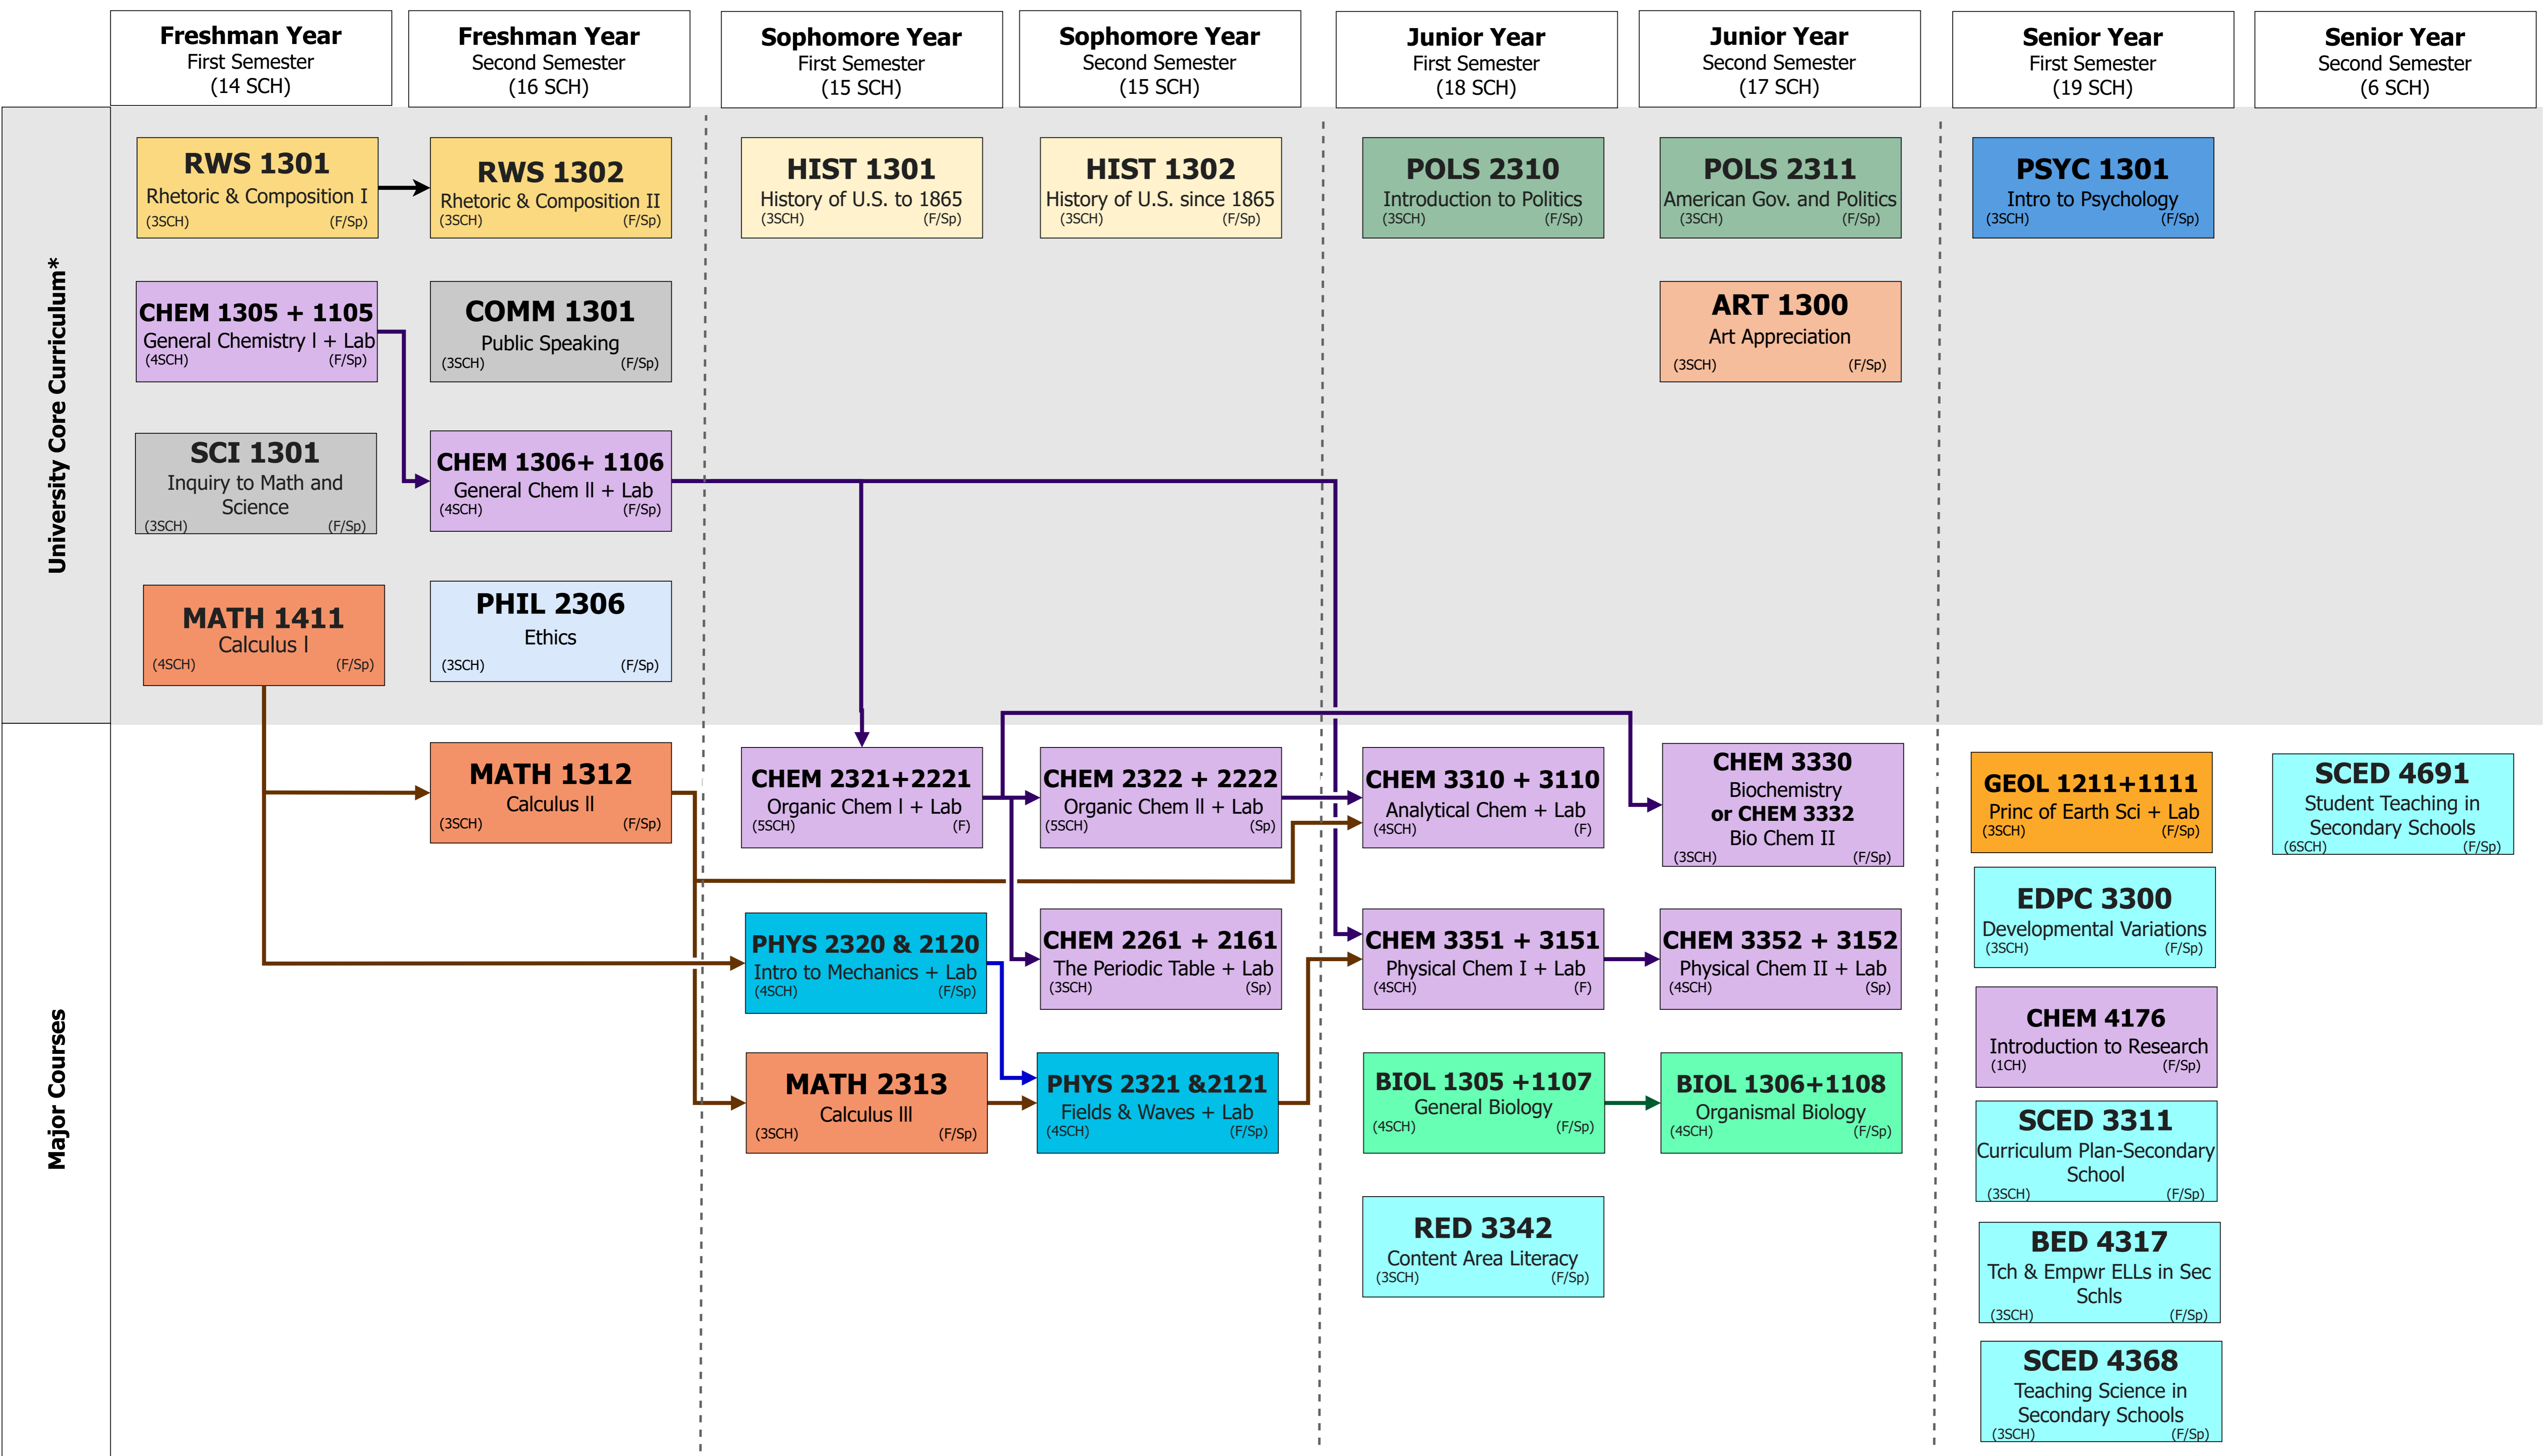 Freshman Year
First Semester
(14 SCH)
Freshman Year
Second Semester
(16 SCH)
Sophomore Year
First Semester
(15 SCH)
Sophomore Year
Second Semester
(15 SCH)
Junior Year
First Semester
(18 SCH)
Junior Year
Second Semester
(17 SCH)
Senior Year
First Semester
(19 SCH)
Senior Year
Second Semester
(6 SCH)
University Core Curriculum*
RWS 1301
Rhetoric & Composition I
(3SCH) (F/Sp)
RWS 1302
Rhetoric & Composition II
(3SCH) (F/Sp)
HIST 1301
History of U.S. to 1865
(3SCH) (F/Sp)
HIST 1302
History of U.S. since 1865
(3SCH) (F/Sp)
POLS 2310
Introduction to Politics
(3SCH) (F/Sp)
POLS 2311
American Gov. and Politics
(3SCH) (F/Sp)
PSYC 1301
Intro to Psychology
(3SCH) (F/Sp)
CHEM 1305 + 1105
General Chemistry l + Lab
(4SCH) (F/Sp)
COMM 1301
Public Speaking
(3SCH) (F/Sp)
ART 1300
Art Appreciation
(3SCH) (F/Sp)
SCI 1301
Inquiry to Math and
Science
(3SCH) (F/Sp)
CHEM 1306+ 1106
General Chem ll + Lab
(4SCH) (F/Sp)
MATH 1411
Calculus l
(4SCH) (F/Sp)
PHIL 2306
Ethics
(3SCH) (F/Sp)
Major Courses
MATH 1312
Calculus ll
(3SCH) (F/Sp)
CHEM 2321+2221
Organic Chem l + Lab
(5SCH) (F)
CHEM 2322 + 2222
Organic Chem ll + Lab
(5SCH) (Sp)
CHEM 3310 + 3110
Analytical Chem + Lab
(4SCH) (F)
CHEM 3330
Biochemistry
or CHEM 3332
Bio Chem II
(3SCH) (F/Sp)
GEOL 1211+1111
Princ of Earth Sci + Lab
(3SCH) (F/Sp)
SCED 4691
Student Teaching in
Secondary Schools
(6SCH) (F/Sp)
EDPC 3300
Developmental Variations
(3SCH) (F/Sp)
PHYS 2320 & 2120
Intro to Mechanics + Lab
(4SCH) (F/Sp)
CHEM 2261 + 2161
The Periodic Table + Lab
(3SCH) (Sp)
CHEM 3351 + 3151
Physical Chem I + Lab
(4SCH) (F)
CHEM 3352 + 3152
Physical Chem II + Lab
(4SCH) (Sp)
CHEM 4176
Introduction to Research
(1CH) (F/Sp)
MATH 2313
Calculus lll
(3SCH) (F/Sp)
PHYS 2321 &2121
Fields & Waves + Lab
(4SCH) (F/Sp)
BIOL 1305 +1107
General Biology
(4SCH) (F/Sp)
BIOL 1306+1108
Organismal Biology
(4SCH) (F/Sp)
SCED 3311
Curriculum Plan-Secondary
School
(3SCH) (F/Sp)
RED 3342
Content Area Literacy
(3SCH) (F/Sp)
BED 4317
Tch & Empwr ELLs in Sec
Schls
(3SCH) (F/Sp)
SCED 4368
Teaching Science in
Secondary Schools
(3SCH) (F/Sp)